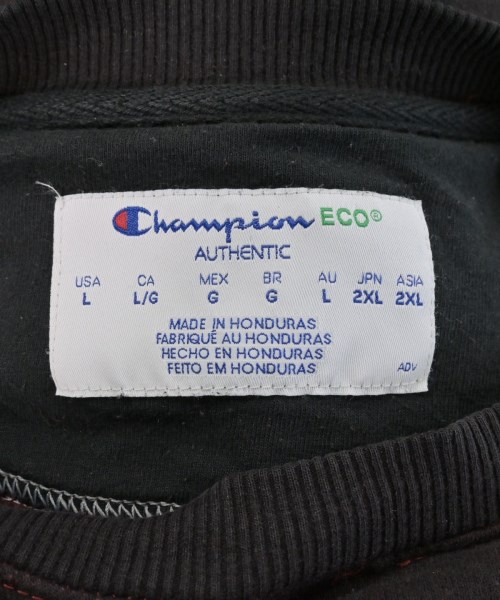 Champion ECO®
AUTHENTIC
USA CA MEX BR AU JPN ASIA
L L/G G G L 2XL 2XL
MADE IN HONDURAS
FABRIQUÉ AU HONDURAS
HECHO EN HONDURAS
FEITO EM HONDURAS
ADV